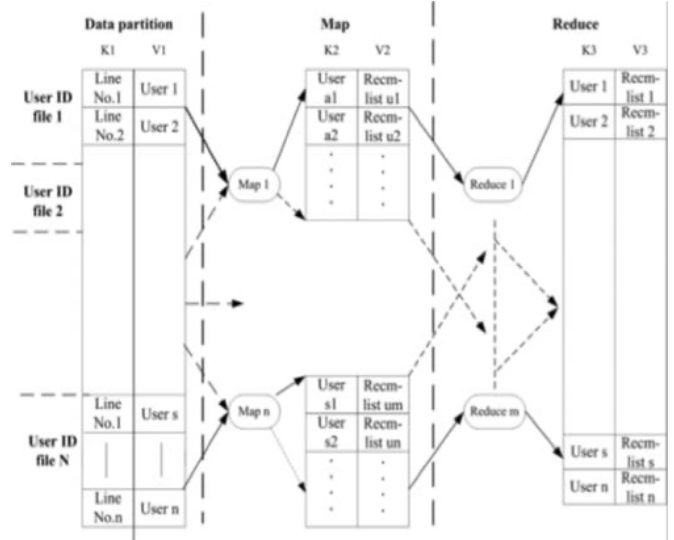 Data partition
Map
Reduce
K1
V1
K2
V2
K3
V3
User ID
file 1
Line
No.1
User 1
Line
No.2
User 2
User ID
file 2
User ID
file N
Line
No.1
User s
Line
No.n
User n
Map 1
Map n
User
a1
Recm-
list u1
User
a2
Recm-
list u2
User
s1
Recm-
list um
User
s2
Recm-
list un
Reduce 1
Reduce m
User 1
Recm-
list 1
User 2
Recm-
list 2
User s
Recm-
list s
User n
Recm-
list n